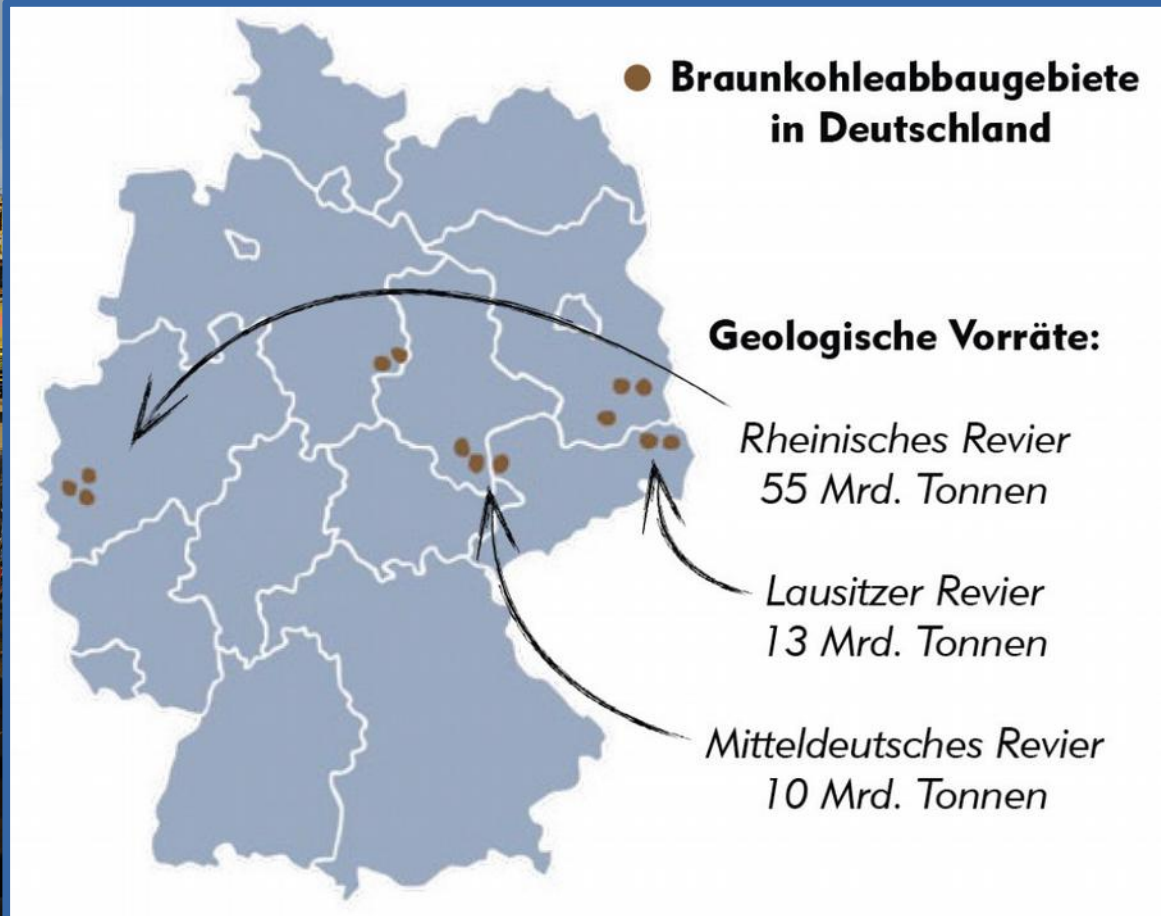 Braunkohleabbaugebiete
in Deutschland
Geologische Vorräte:
Rheinisches Revier
55 Mrd. Tonnen
Lausitzer Revier
13 Mrd. Tonnen
Mitteldeutsches Revier
10 Mrd. Tonnen